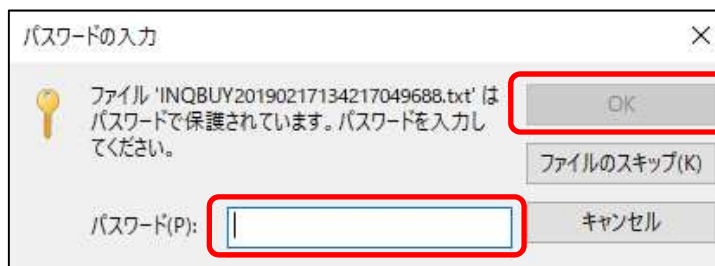 パスワードの入力
ファイル 'INQBUY20190217134217049688.txt' は
パスワードで保護されています。パスワードを入力し
てください。
OK
ファイルのスキップ(K)
パスワード(P):
キャンセル